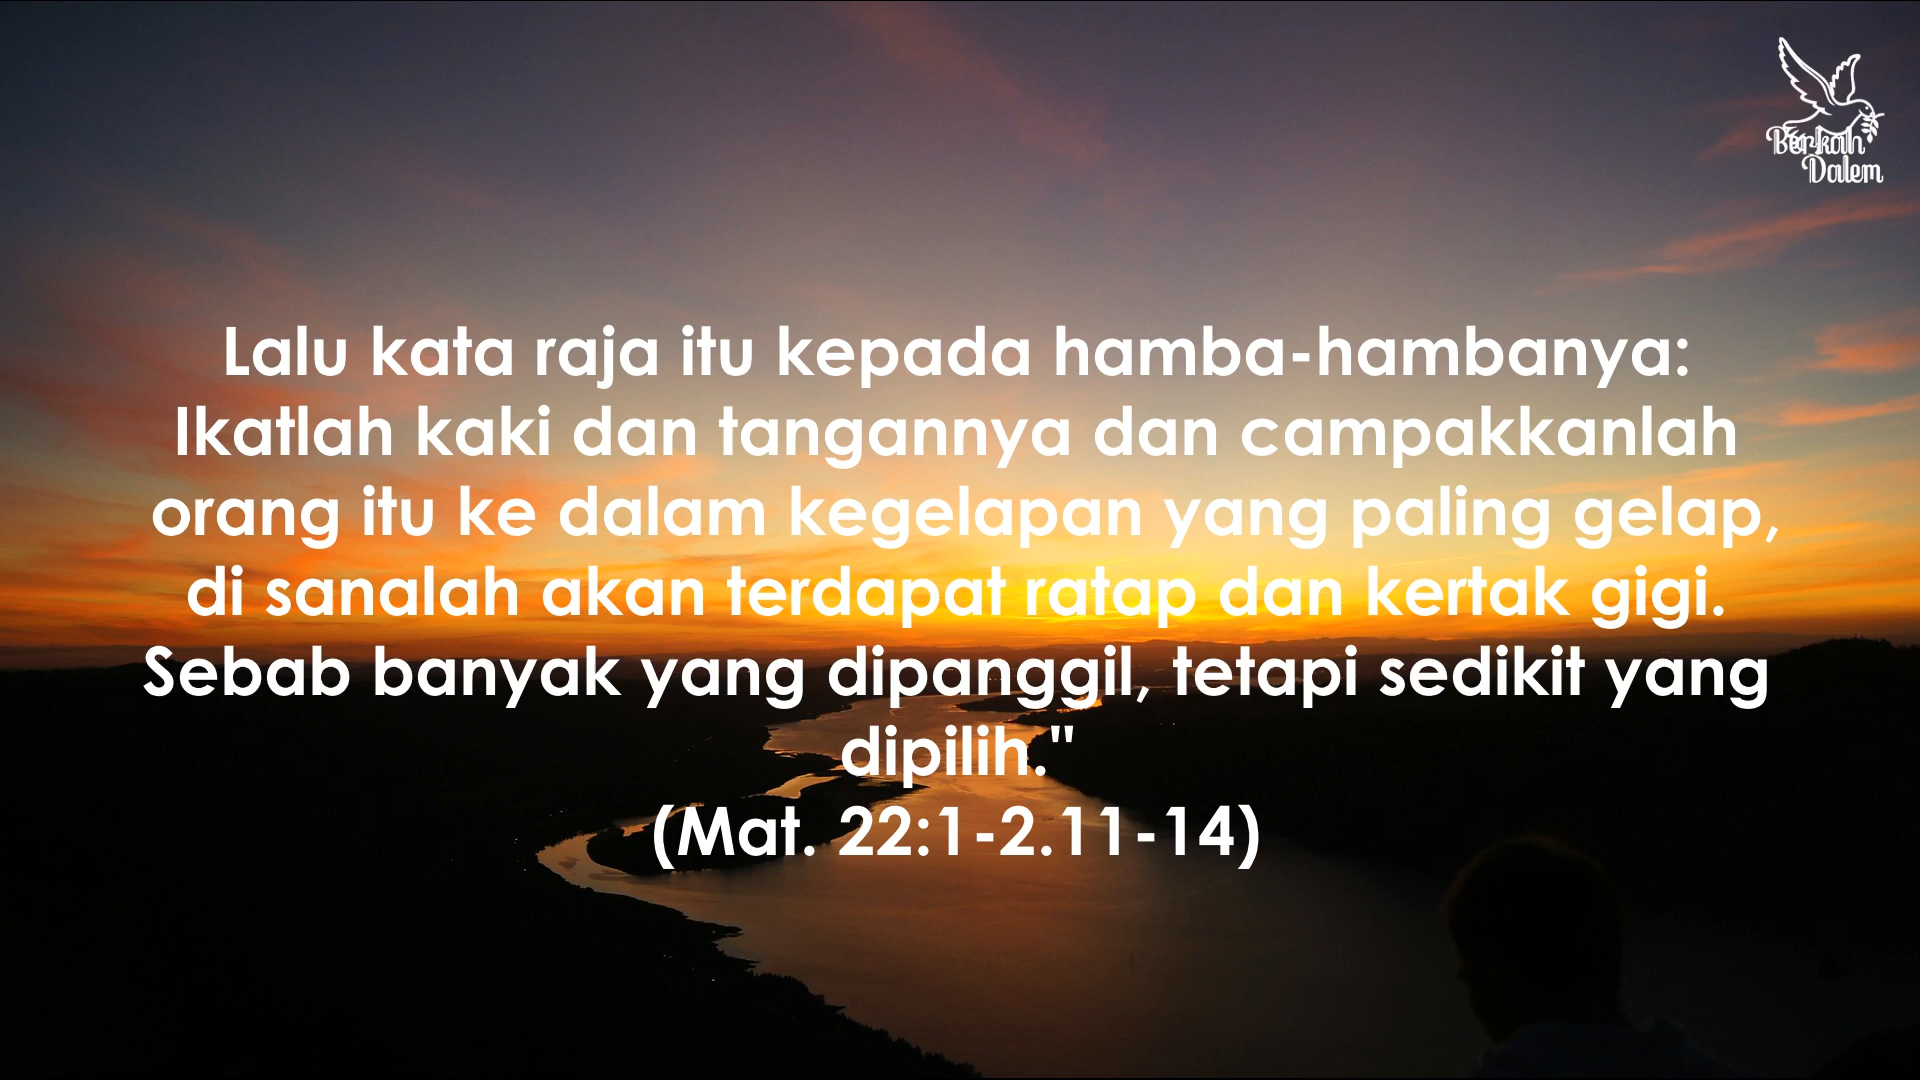 Berkah
Dalem
Lalu kata raja itu kepada hamba-hambanya:
Ikatlah kaki dan tangannya dan campakkanlah
orang itu ke dalam kegelapan yang paling gelap,
di sanalah akan terdapat ratap dan kertak gigi.
Sebab banyak yang dipanggil, tetapi sedikit yang
dipilih."
(Mat. 22:1-2.11-14)